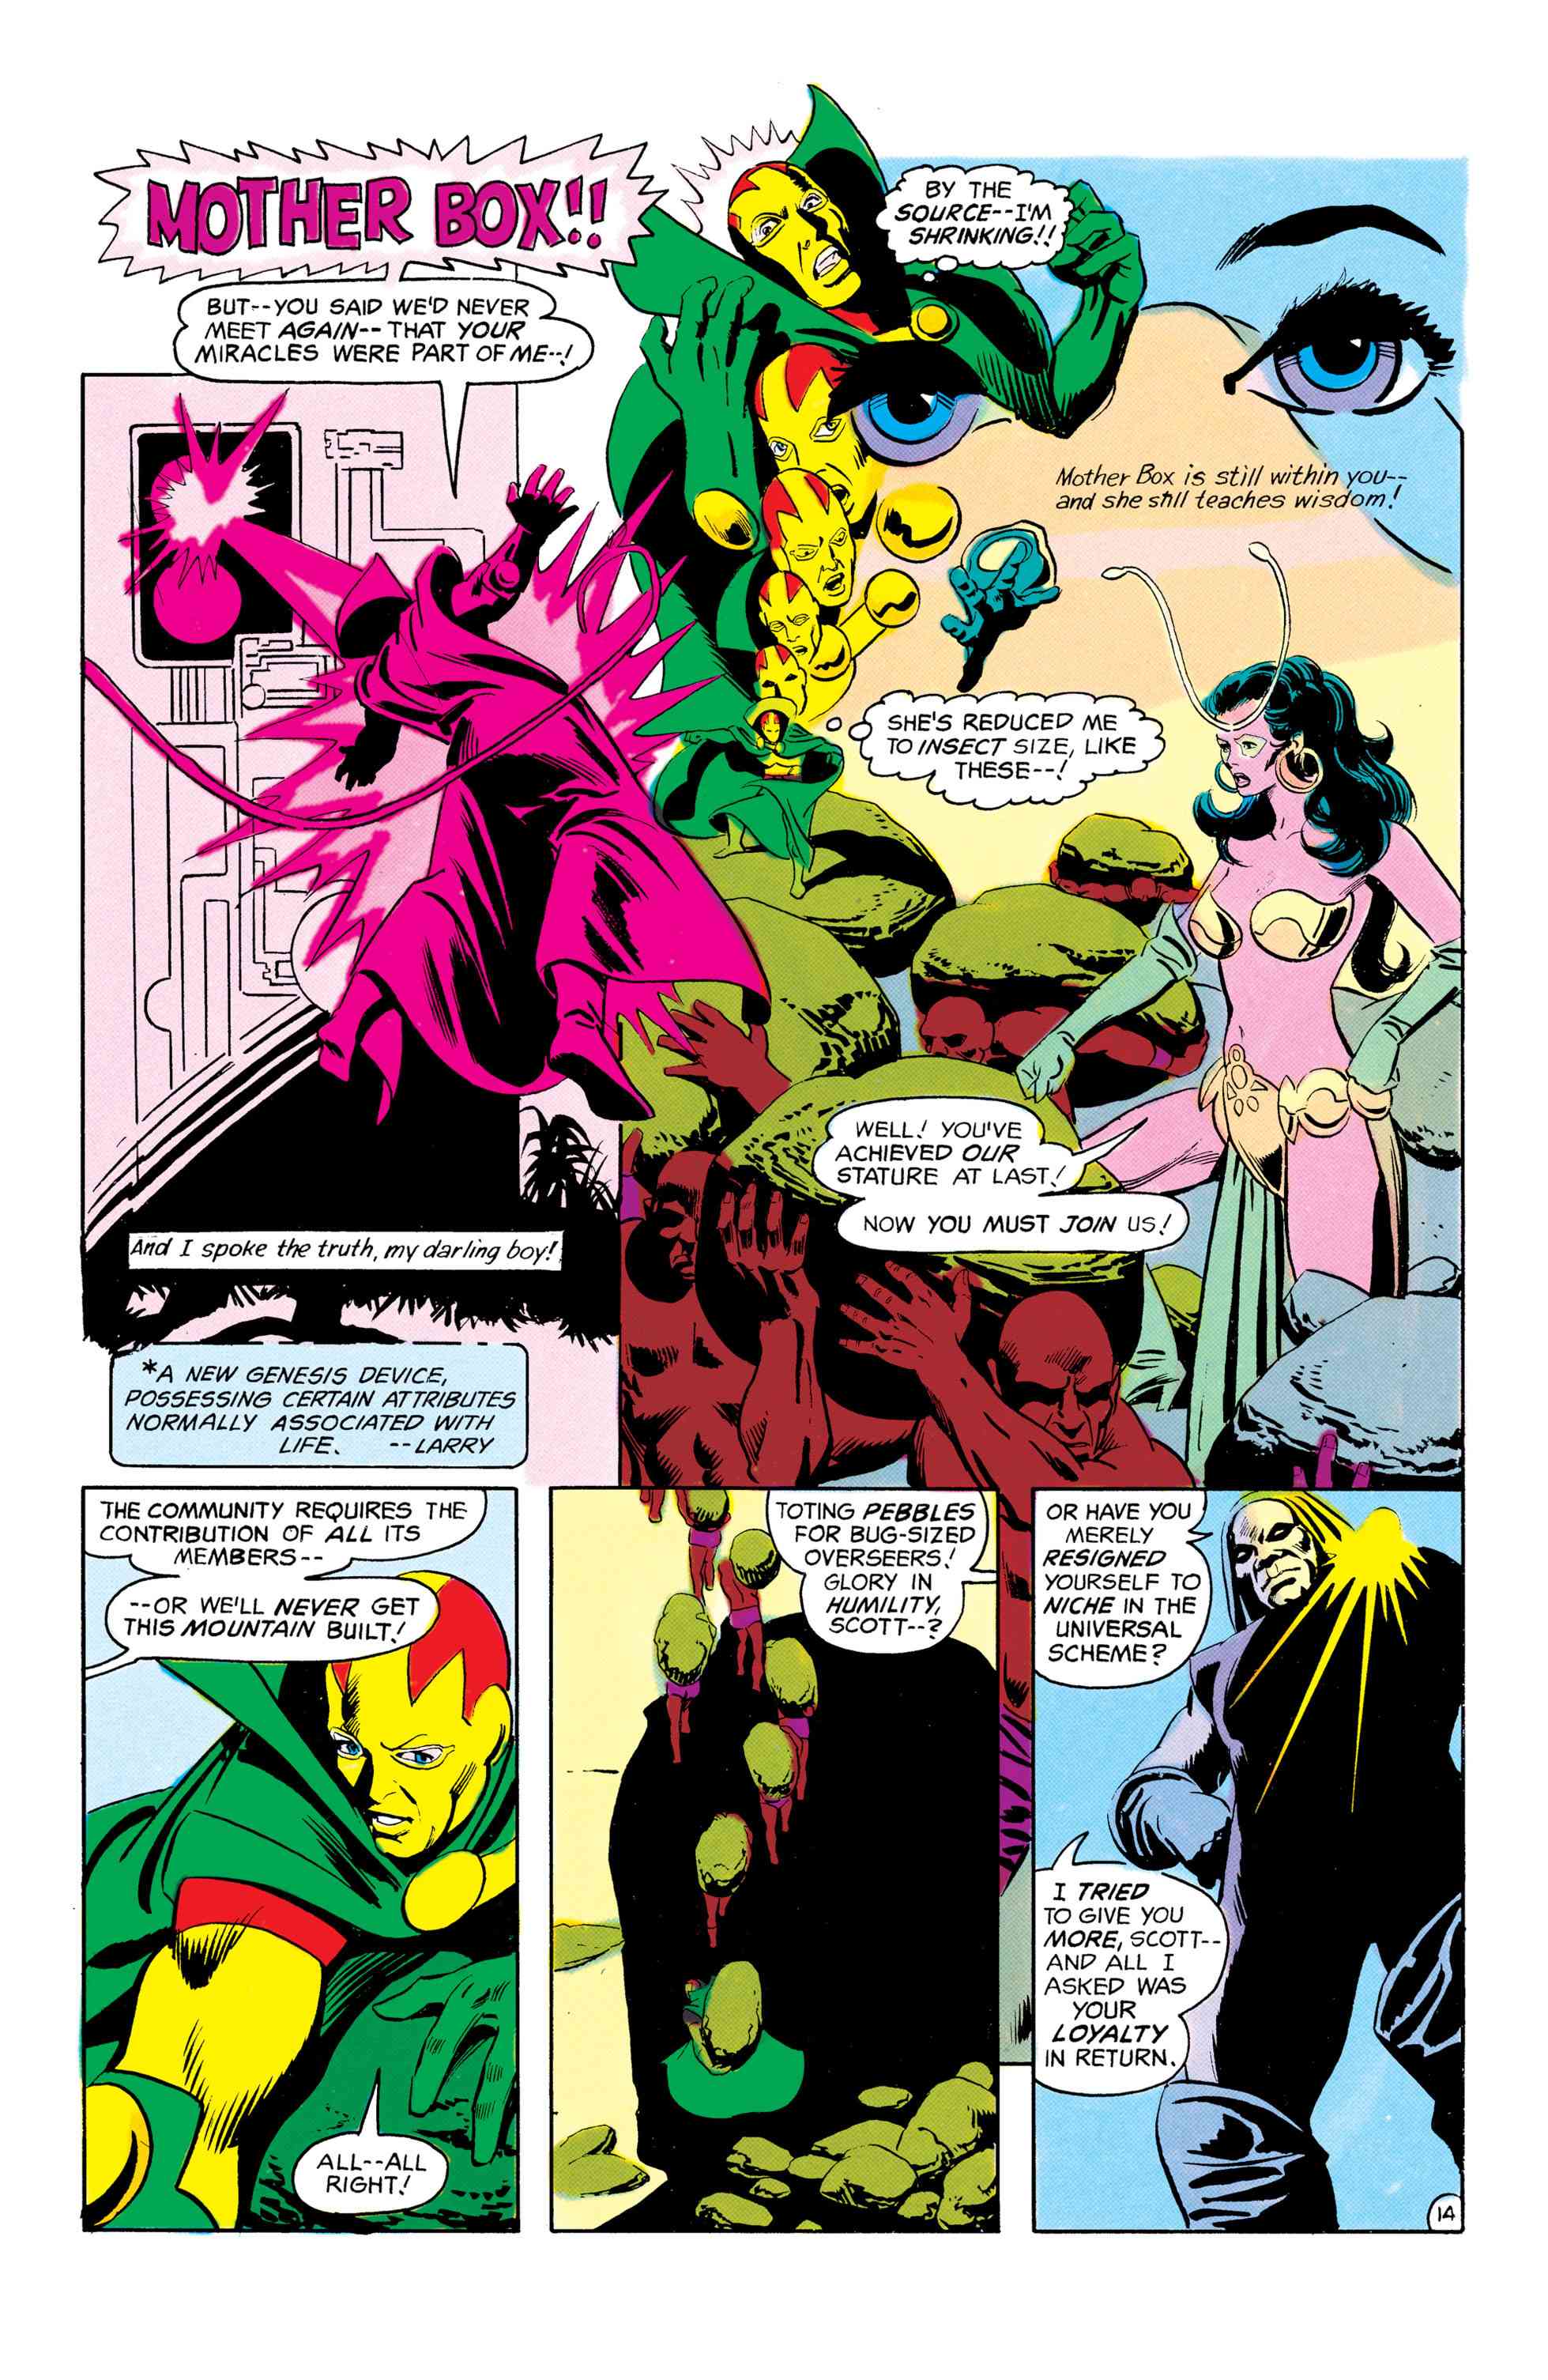 MOTHER BOX!!
BUT--YOU SAID WE'D NEVER
MEET AGAIN--THAT YOUR
MIRACLES WERE PART OF ME--!
And I spoke the truth, my darling boy!
*A NEW GENESIS DEVICE,
POSSESSING CERTAIN ATTRIBUTES
NORMALLY ASSOCIATED WITH
LIFE. --LARRY
BY THE
SOURCE--I'M
SHRINKING!!
Mother Box is still within you--
and she still teaches wisdom!
SHE'S REDUCED ME
TO INSECT SIZE, LIKE
THESE--!
WELL! YOU'VE
ACHIEVED OUR
STATURE AT LAST!
NOW YOU MUST JOIN US!
THE COMMUNITY REQUIRES THE
CONTRIBUTION OF ALL ITS
MEMBERS--
--OR WE'LL NEVER GET
THIS MOUNTAIN BUILT!
ALL--ALL
RIGHT!
TOTING PEBBLES
FOR BUG-SIZED
OVERSEERS!
GLORY IN
HUMILITY,
SCOTT--?
OR HAVE YOU
MERELY
RESIGNED
YOURSELF TO
NICHE IN THE
UNIVERSAL
SCHEME?
I TRIED
TO GIVE YOU
MORE, SCOTT--
AND ALL I
ASKED WAS
YOUR
LOYALTY
IN RETURN.
14